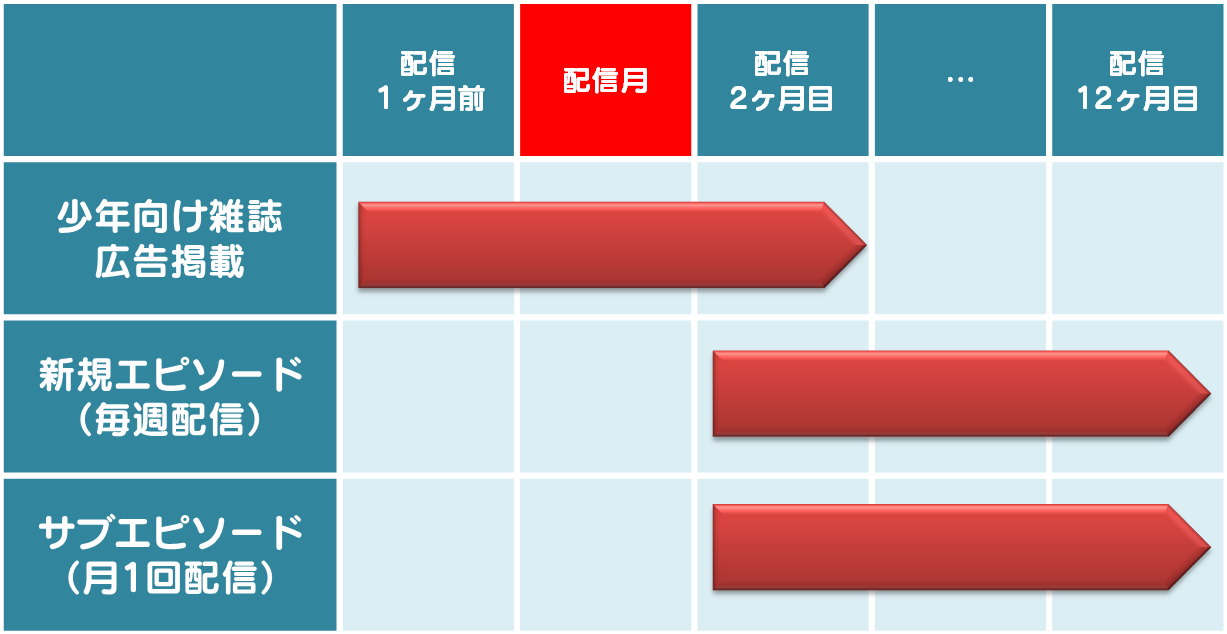 配信
１ヶ月前
配信月
配信
2ヶ月目
…
配信
12ヶ月目
少年向け雑誌
広告掲載
新規エピソード
（毎週配信）
サブエピソード
（月1回配信）